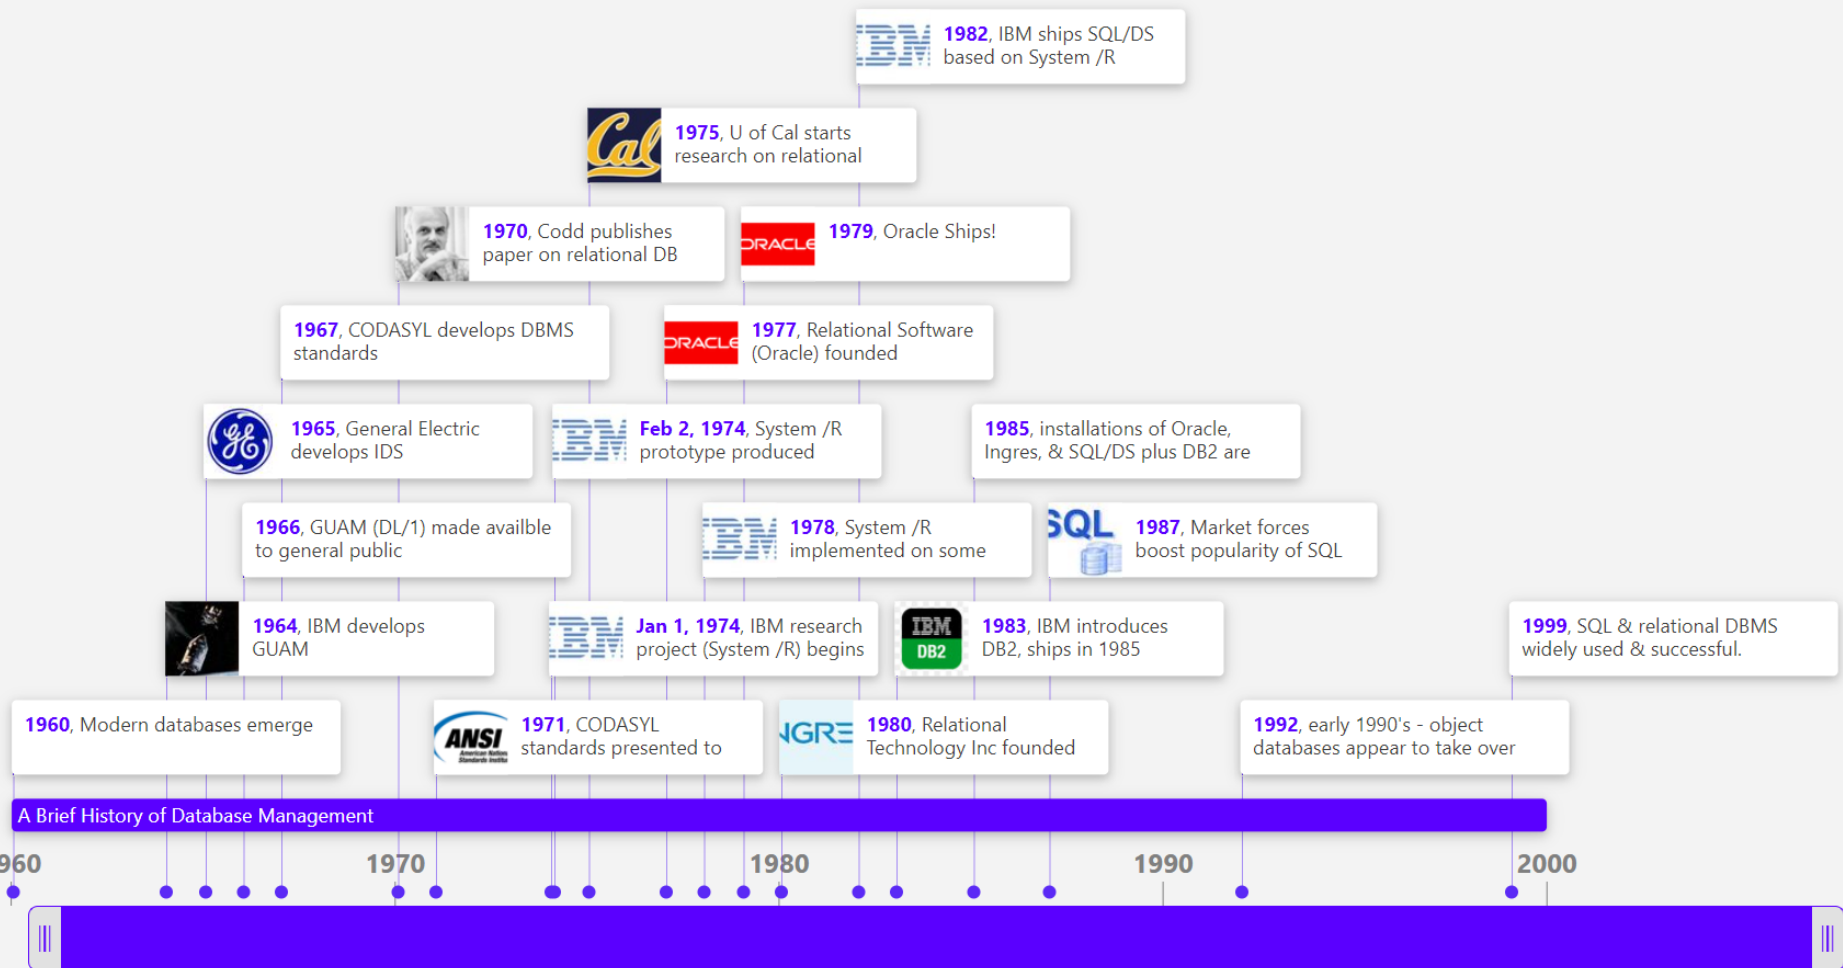 1982, IBM ships SQL/DS
based on System /R
IBM
1975, U of Cal starts
research on relational
Cal
1970, Codd publishes
paper on relational DB
ORACLE
1979, Oracle Ships!
1967, CODASYL develops DBMS
standards
ORACLE
1977, Relational Software
(Oracle) founded
GE
1965, General Electric
develops IDS
IBM
Feb 2, 1974, System /R
prototype produced
1985, installations of Oracle,
Ingres, & SQL/DS plus DB2 are
1966, GUAM (DL/1) made availble
to general public
IBM
1978, System /R
implemented on some
SQL
1987, Market forces
boost popularity of SQL
1964, IBM develops
GUAM
IBM
Jan 1, 1974, IBM research
project (System /R) begins
IBM
DB2
1983, IBM introduces
DB2, ships in 1985
1999, SQL & relational DBMS
widely used & successful.
1960, Modern databases emerge
ANSI
American Nation
Standards Institu
1971, CODASYL
standards presented to
NGRE
1980, Relational
Technology Inc founded
1992, early 1990's - object
databases appear to take over
A Brief History of Database Management
960 1970 1980 1990 2000